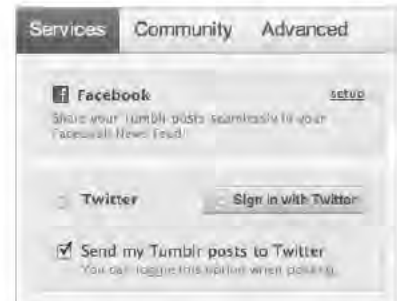 Services Community Advanced
Facebook setup
Share your Tumblr posts seamlessly to your
Facebook News Feed.
Twitter Sign in with Twitter
Send my Tumblr posts to Twitter
You can toggle this option when posting.